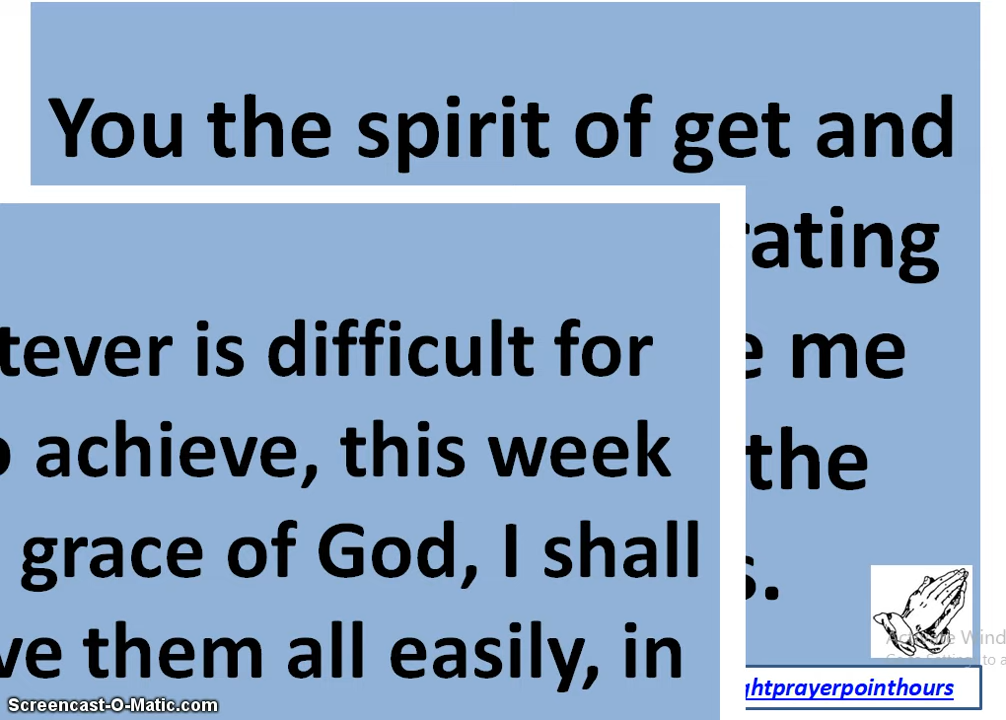 You the spirit of get and
rating
e me
the
s.
tever is difficult for
achieve, this week
grace of God, I shall
ve them all easily, in
Screencast-O-Matic.com
ghtprayerpointhours